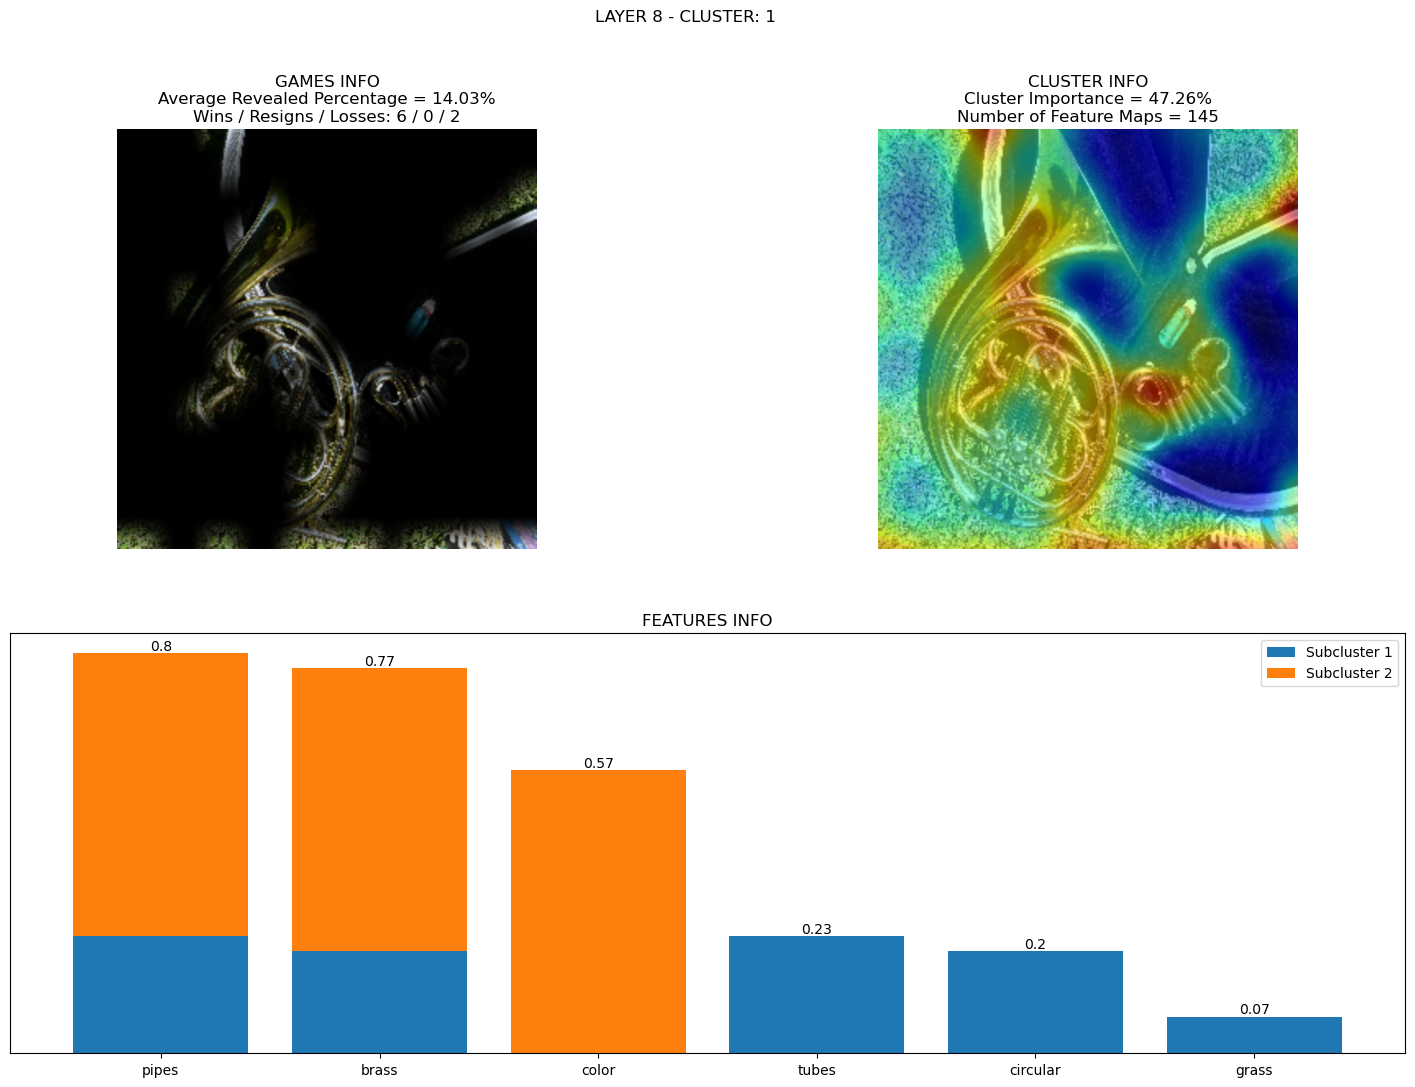 LAYER 8 - CLUSTER: 1
GAMES INFO
Average Revealed Percentage = 14.03%
Wins / Resigns / Losses: 6 / 0 / 2
CLUSTER INFO
Cluster Importance = 47.26%
Number of Feature Maps = 145
FEATURES INFO
Subcluster 1
Subcluster 2
0.8
0.77
0.57
0.23
0.2
0.07
pipes
brass
color
tubes
circular
grass